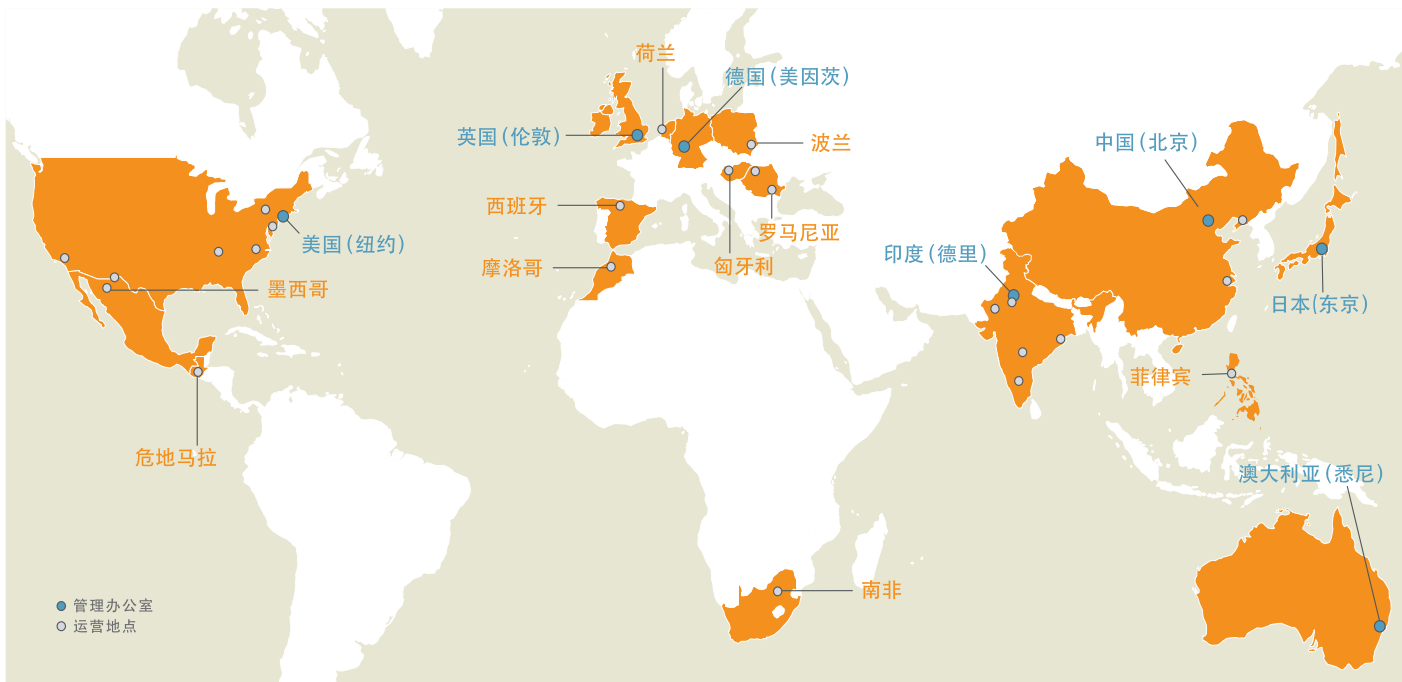 荷兰
德国(美因茨)
英国(伦敦)
波兰
中国(北京)
西班牙
罗马尼亚
美国(纽约)
印度(德里)
摩洛哥
匈牙利
墨西哥
日本(东京)
菲律宾
危地马拉
澳大利亚(悉尼)
南非
管理办公室
运营地点